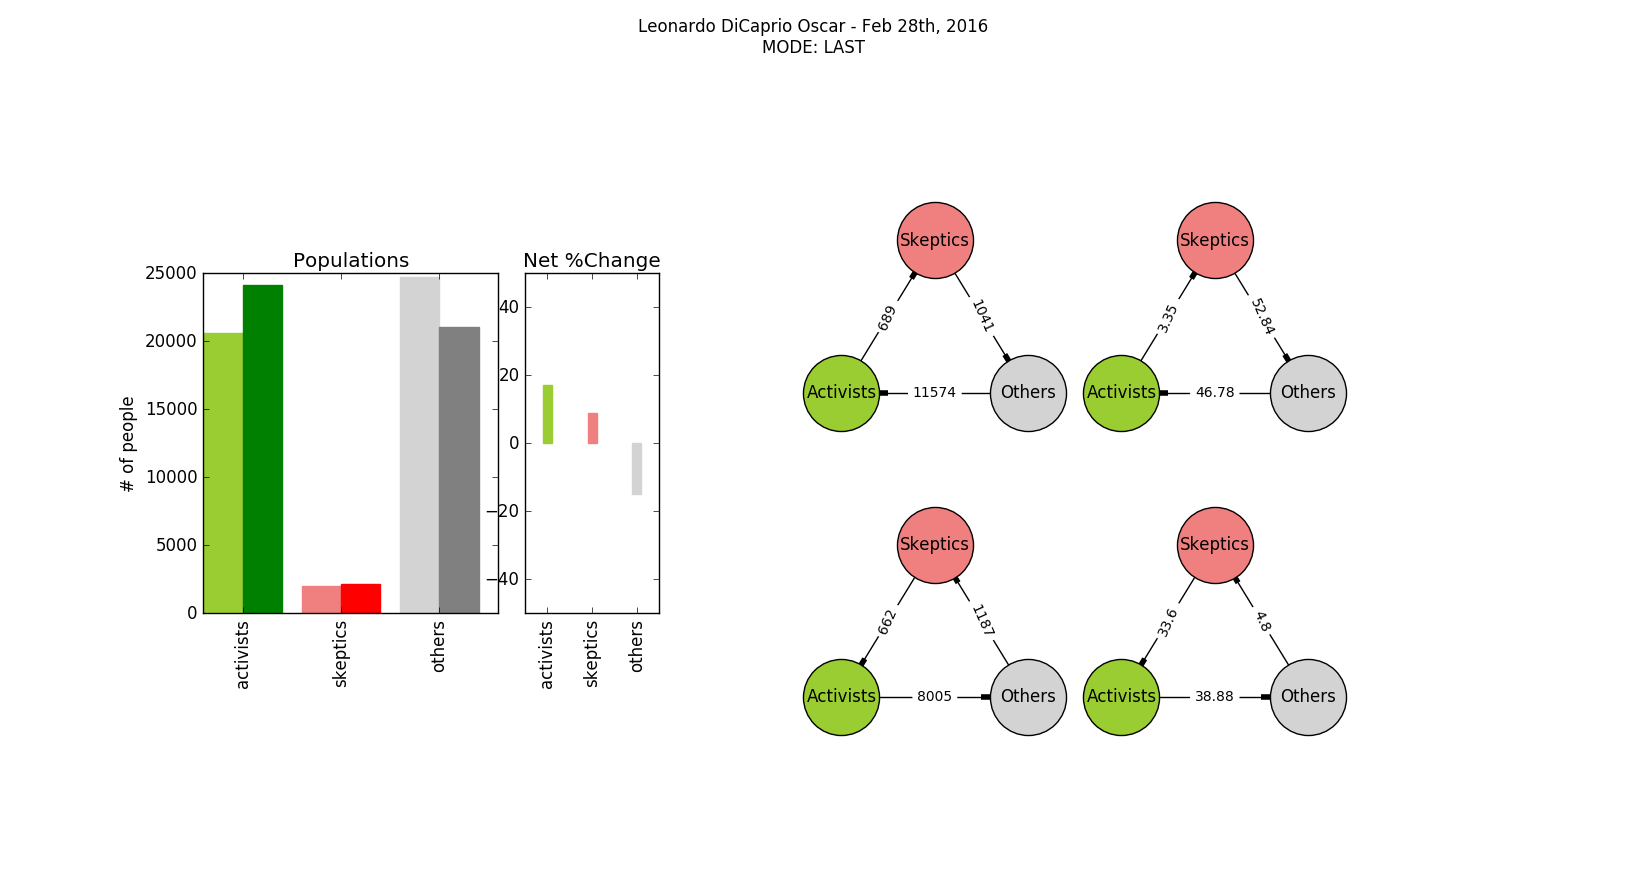 Leonardo DiCaprio Oscar - Feb 28th, 2016
MODE: LAST
Populations
# of people
25000
20000
15000
10000
5000
0
activists
skeptics
others
Net %Change
40
20
0
−20
−40
activists
skeptics
others
Skeptics
689
1041
Activists
11574
Others
Skeptics
3.35
52.84
Activists
46.78
Others
Skeptics
662
1187
Activists
8005
Others
Skeptics
33.6
4.8
Activists
38.88
Others